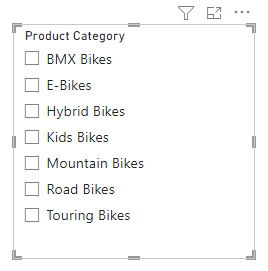 Product Category
BMX Bikes
E-Bikes
Hybrid Bikes
Kids Bikes
Mountain Bikes
Road Bikes
Touring Bikes